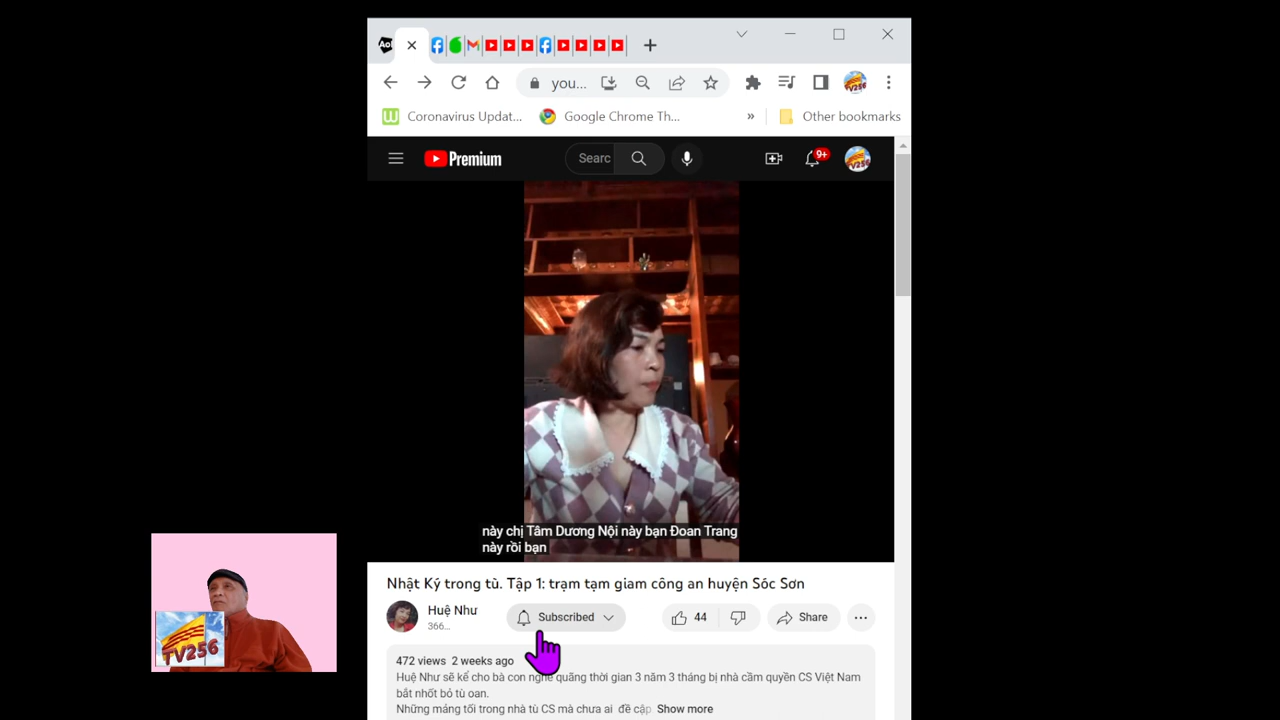 Aol
you...
Coronavirus Updat...
Google Chrome Th...
»
Other bookmarks
Premium
Searc
9+
này chị Tâm Dương Nội này bạn Đoan Trang
này rồi bạn
Nhật Ký trong tù. Tập 1: trạm tạm giam công an huyện Sóc Sơn
Huệ Như
366...
Subscribed
44
Share
472 views 2 weeks ago
Huệ Như sẽ kể cho bà con nghe quãng thời gian 3 năm 3 tháng bị nhà cầm quyền CS Việt Nam
bắt nhốt bỏ tù oan.
Những mảng tối trong nhà tù CS mà chưa ai đề cập Show more
TV256